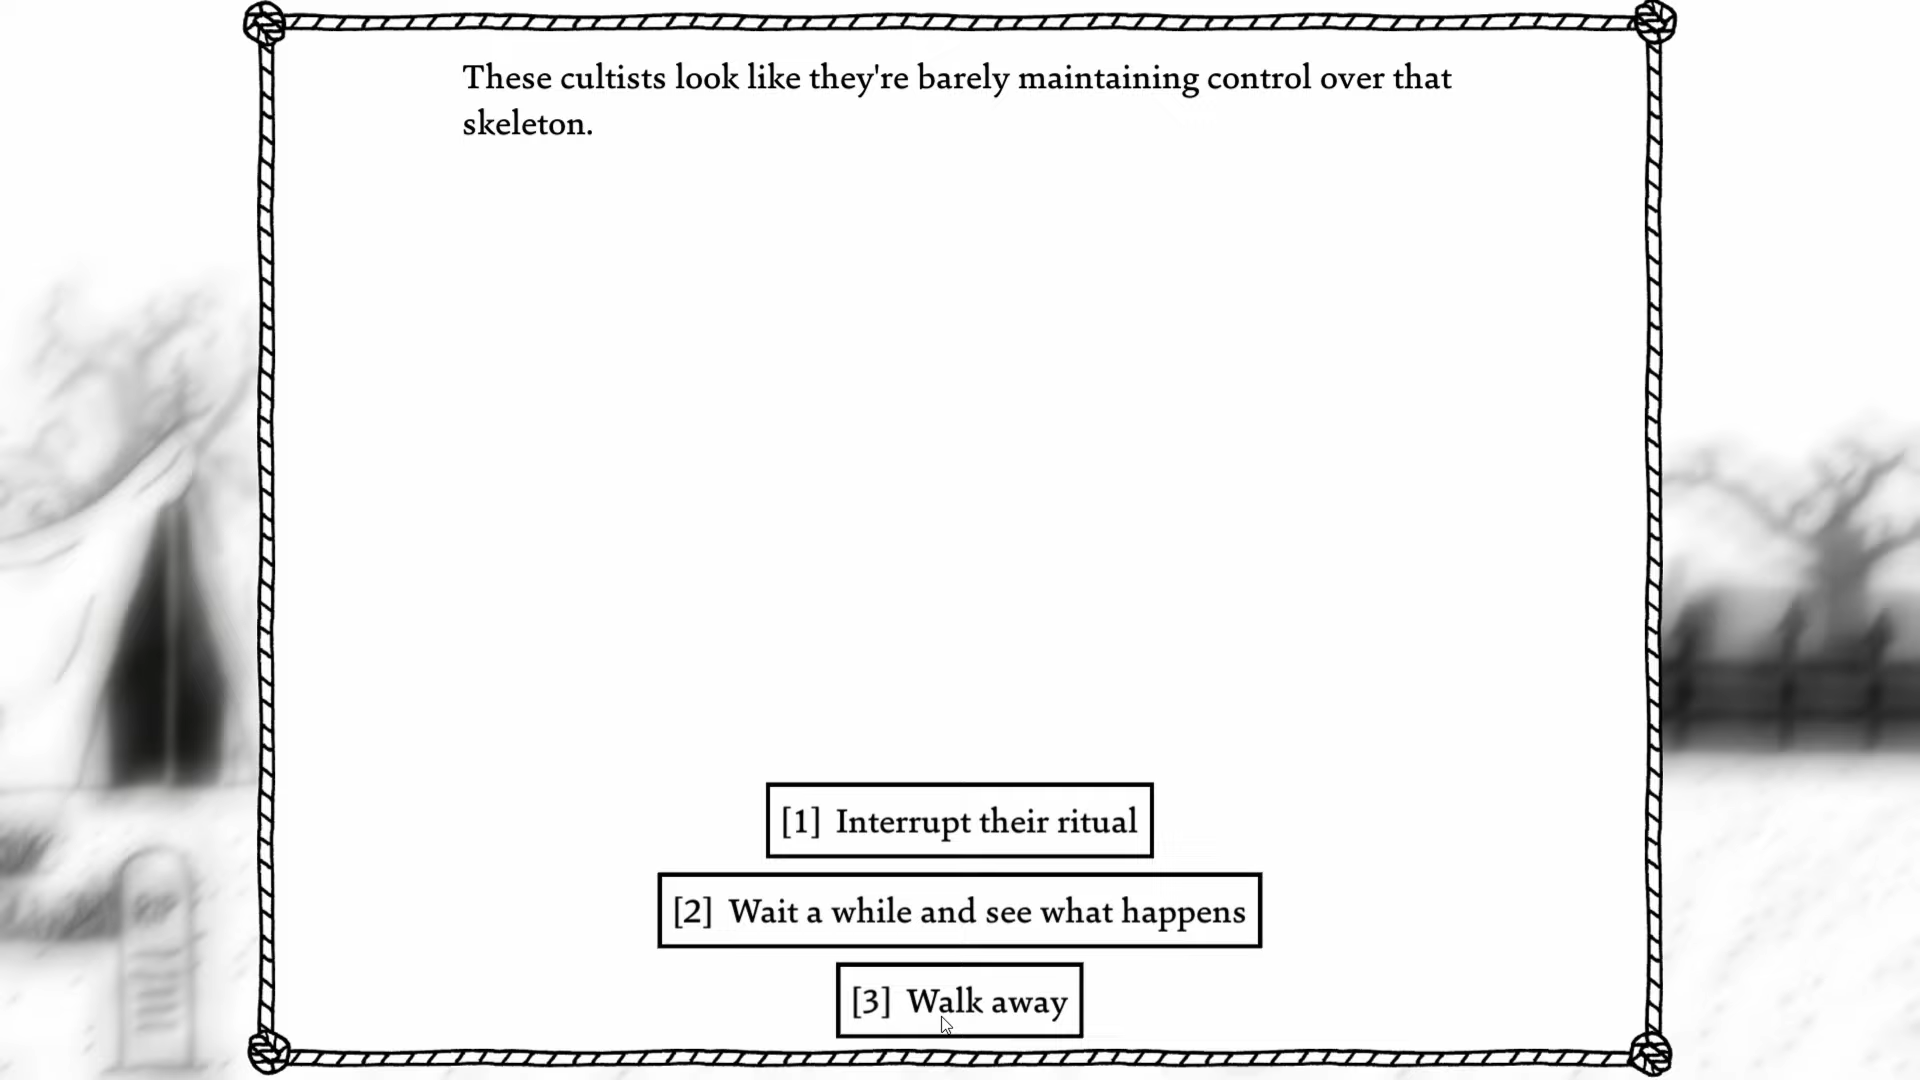 These cultists look like they're barely maintaining control over that
skeleton.
[1] Interrupt their ritual
[2] Wait a while and see what happens
[3] Walk away
RIP